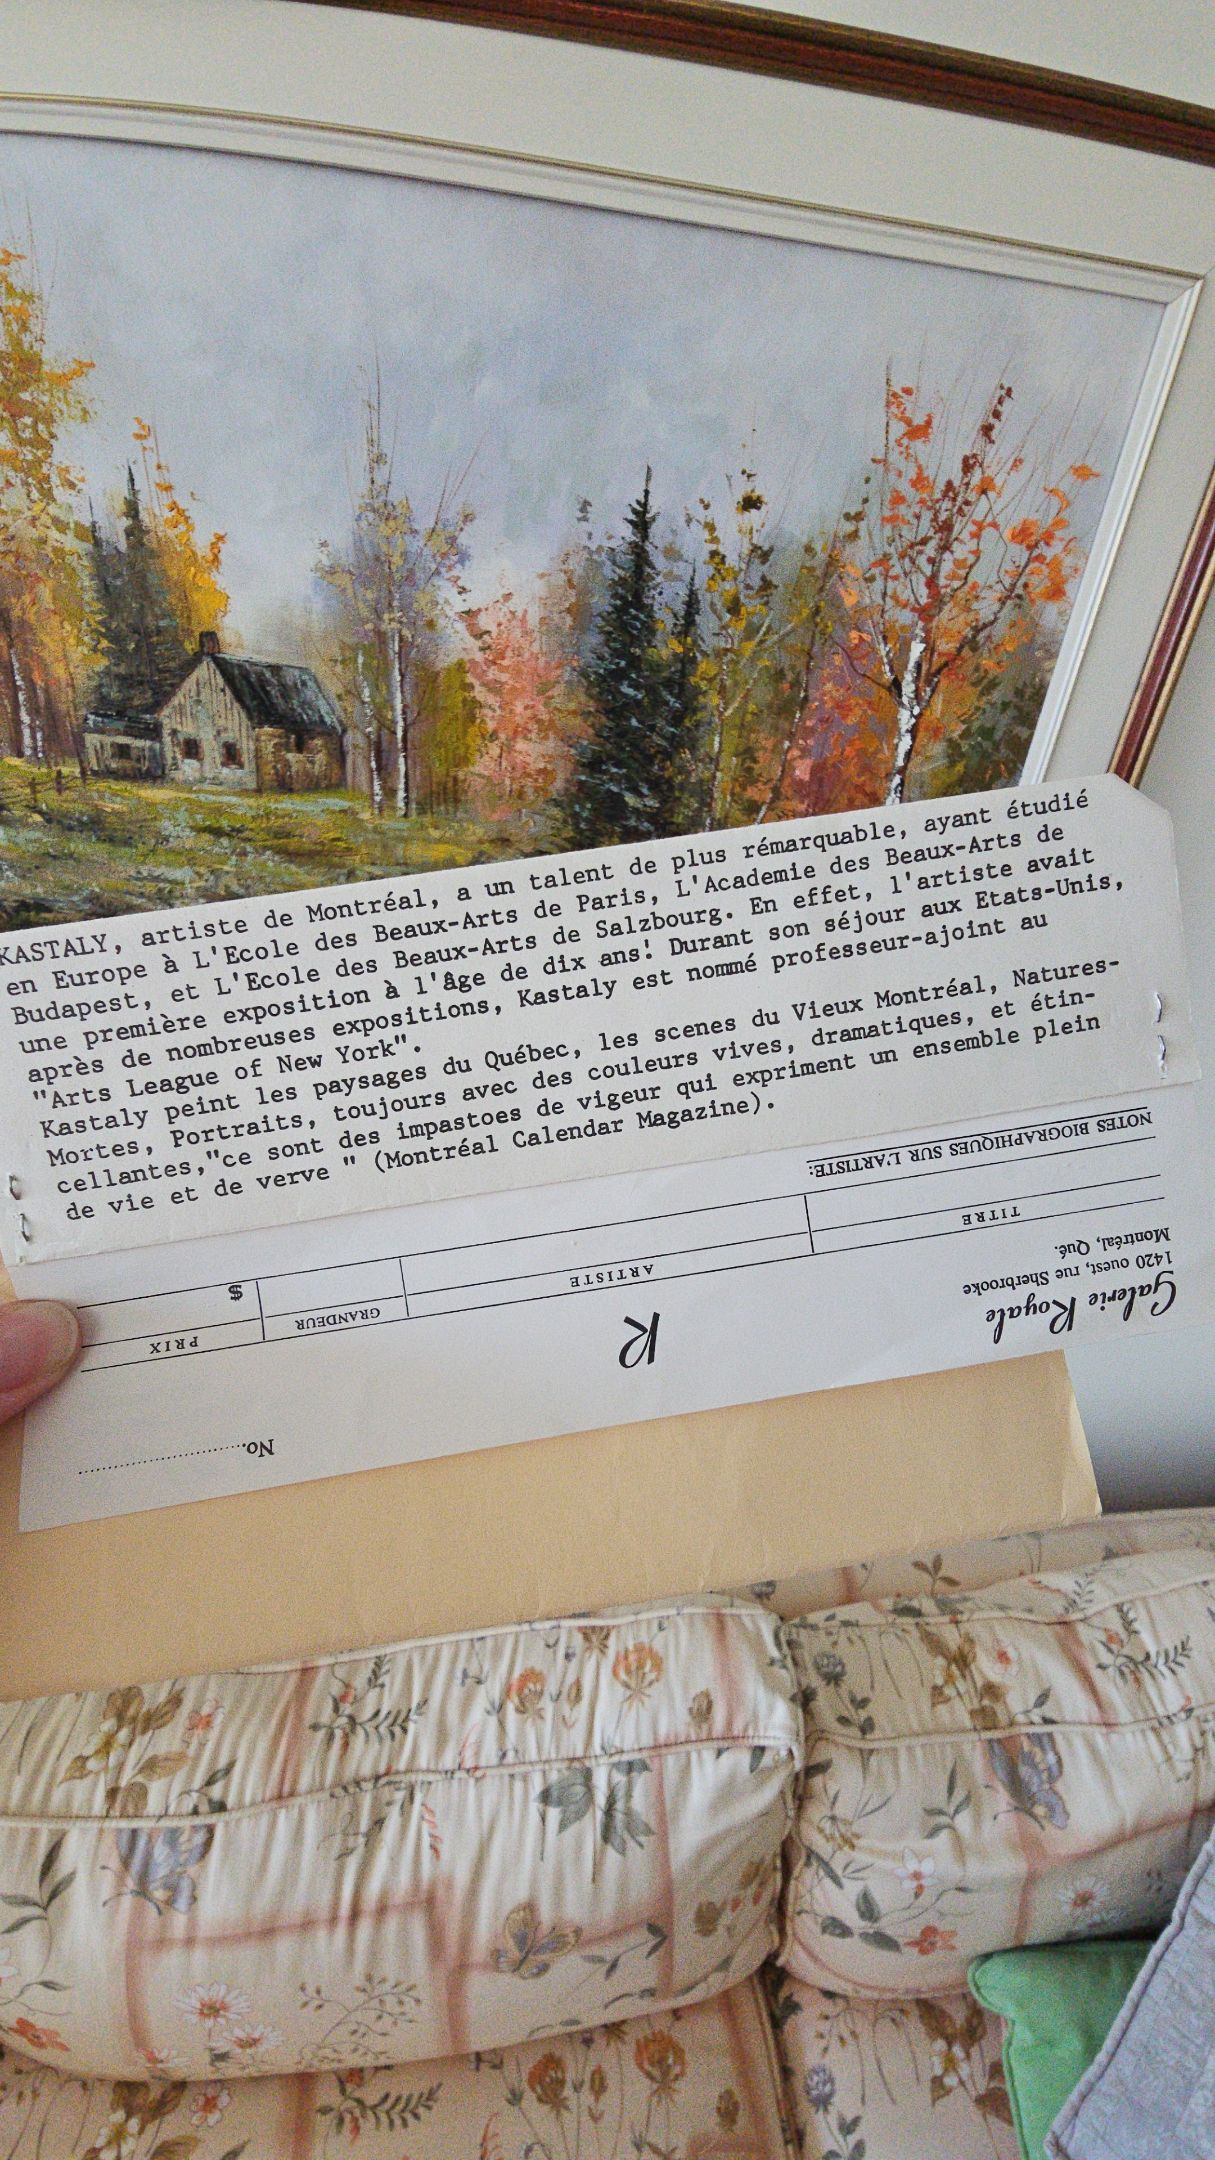 KASTALY, artiste de Montréal, a un talent de plus rémarquable, ayant étudié
en Europe à L'Ecole des Beaux-Arts de Paris, L'Academie des Beaux-Arts de
Budapest, et L'Ecole des Beaux-Arts de Salzbourg. En effet, l'artiste avait
une première exposition à l'âge de dix ans! Durant son séjour aux Etats-Unis,
après de nombreuses expositions, Kastaly est nommé professeur-ajoint au
"Arts League of New York".
Kastaly peint les paysages du Québec, les scenes du Vieux Montréal, Natures-
Mortes, Portraits, toujours avec des couleurs vives, dramatiques, et étin-
cellantes,"ce sont des impastoes de vigeur qui expriment un ensemble plein
de vie et de verve " (Montréal Calendar Magazine).
No.
R
Galerie Royale
1420 ouest, rue Sherbrooke
Montréal, Qué.
TITRE ARTISTE GRANDEUR PRIX
$
NOTES BIOGRAPHIQUES SUR L'ARTISTE: